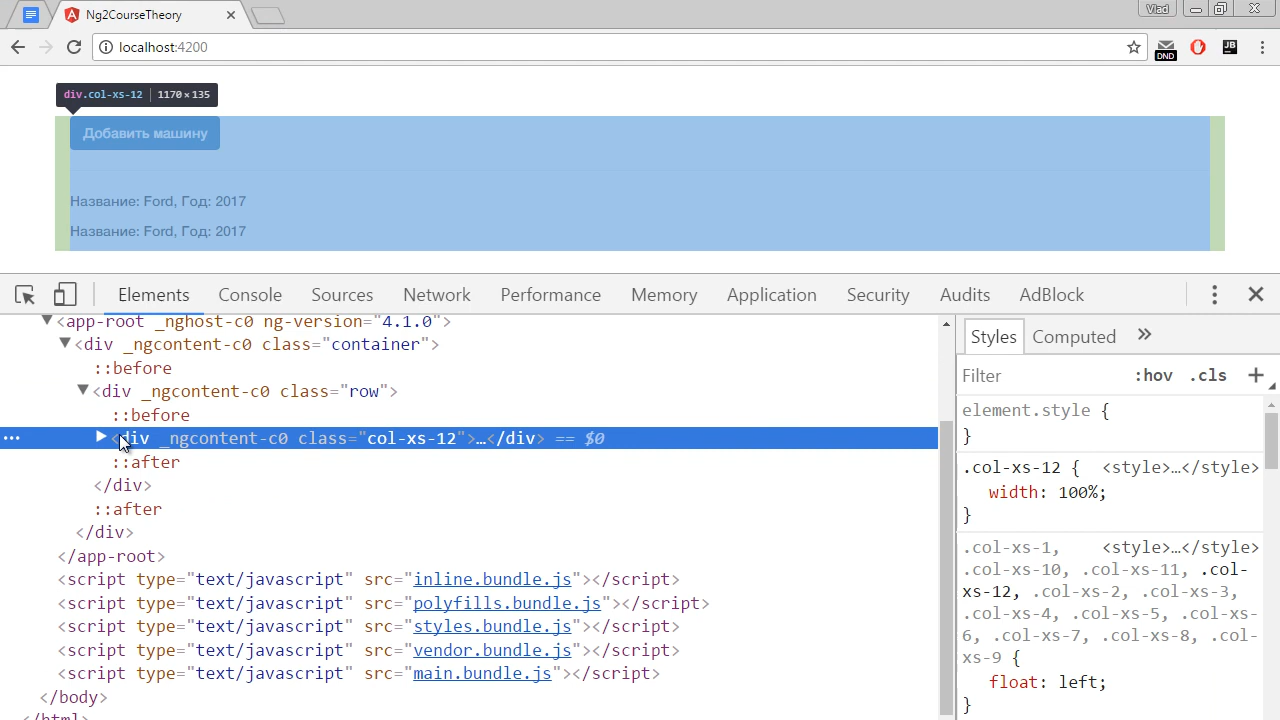 Ng2CourseTheory
Vlad
localhost:4200
DND
JB
div.col-xs-12 1170×135
Добавить машину
Название: Ford, Год: 2017
Название: Ford, Год: 2017
Elements Console Sources Network Performance Memory Application Security Audits AdBlock
<app-root _nghost-c0 ng-version="4.1.0">
<div _ngcontent-c0 class="container">
::before
<div _ngcontent-c0 class="row">
::before
<div _ngcontent-c0 class="col-xs-12">…</div> == $0
::after
</div>
::after
</div>
</app-root>
<script type="text/javascript" src="inline.bundle.js"></script>
<script type="text/javascript" src="polyfills.bundle.js"></script>
<script type="text/javascript" src="styles.bundle.js"></script>
<script type="text/javascript" src="vendor.bundle.js"></script>
<script type="text/javascript" src="main.bundle.js"></script>
</body>
</html>
Styles Computed »
Filter :hov .cls +
element.style {
}
.col-xs-12 { <style>…</style>
width: 100%;
}
.col-xs-1, <style>…</style>
.col-xs-10, .col-xs-11, .col-
xs-12, .col-xs-2, .col-xs-3,
.col-xs-4, .col-xs-5, .col-xs-
6, .col-xs-7, .col-xs-8, .col-
xs-9 {
float: left;
}